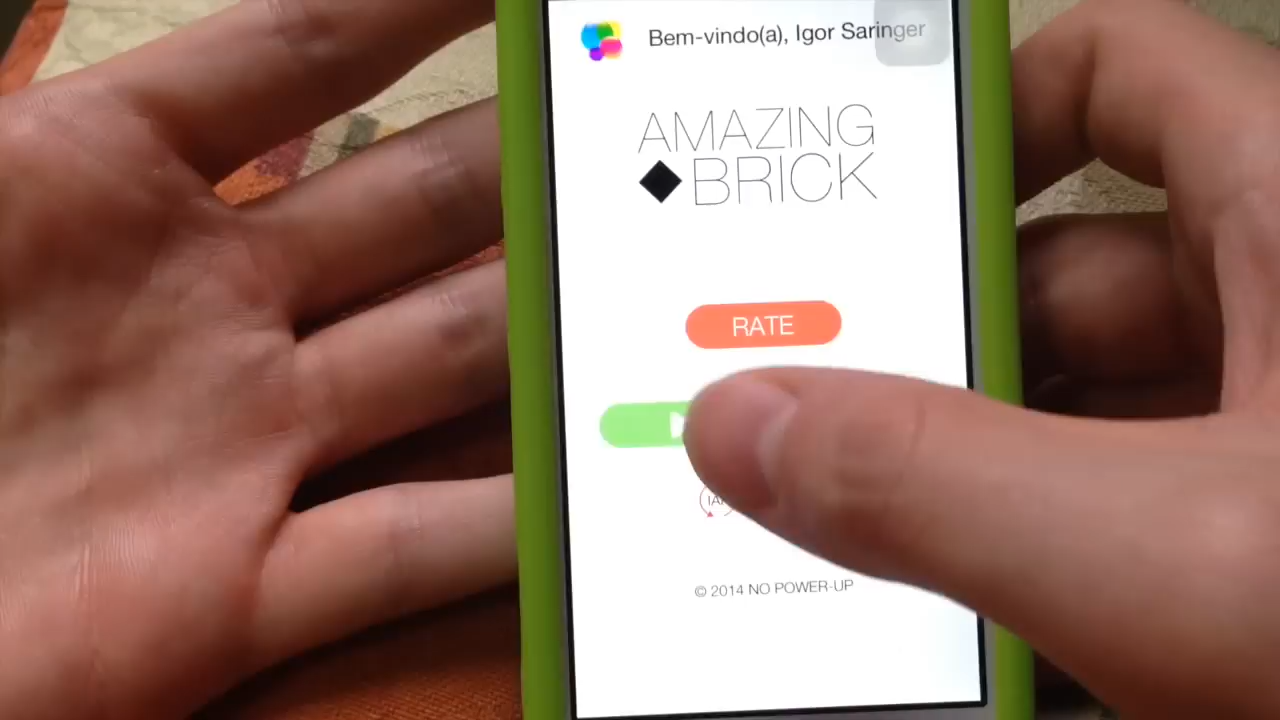 Bem-vindo(a), Igor Saringer
AMAZING
BRICK
RATE
© 2014 NO POWER-UP